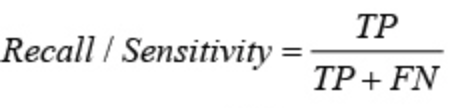 Recall / Sensitivity = TP / TP + FN